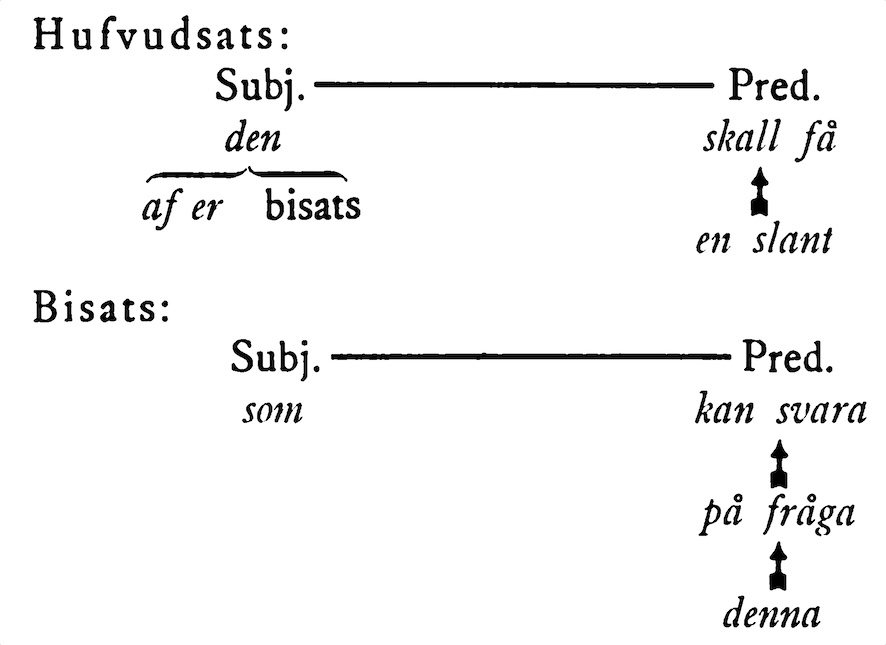 Hufvudsats:
Subj. Pred.
den skall få
af er bisats
en slant
Bisats:
Subj. Pred.
som kan svara
på fråga
denna